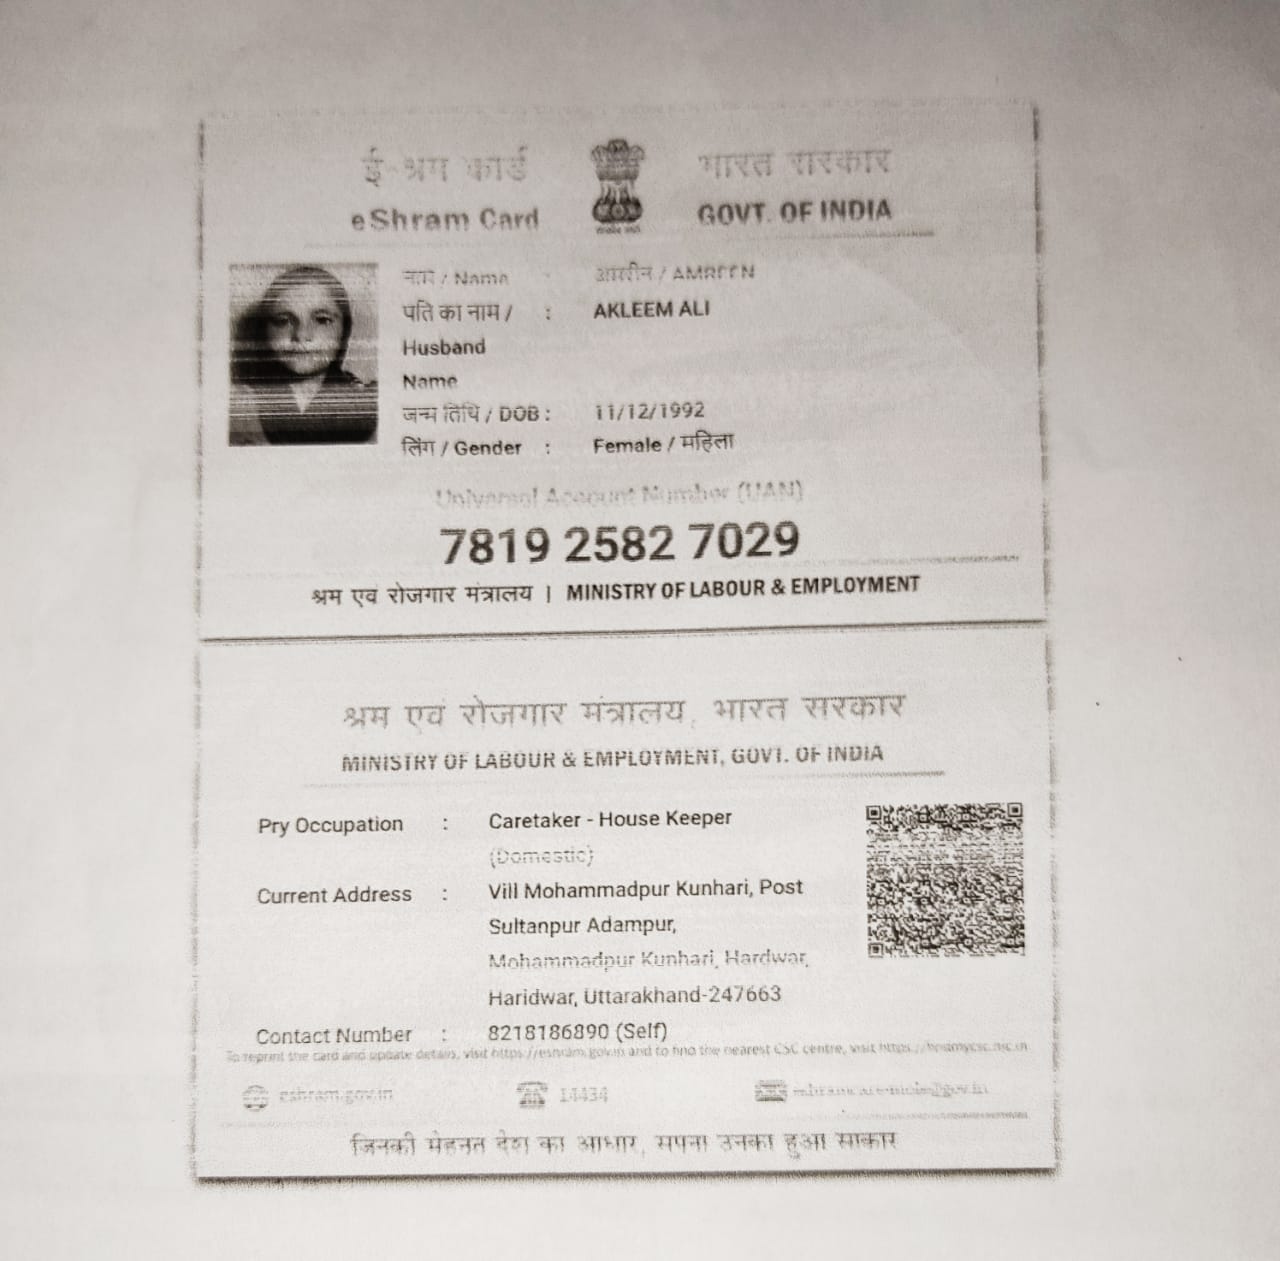 ई-श्रम कार्ड
eShram Card
भारत सरकार
GOVT. OF INDIA
नाम / Name : आमरीन / AMREEN
पति का नाम / : AKLEEM ALI
Husband
Name
जन्म तिथि / DOB : 11/12/1992
लिंग / Gender : Female / महिला
Universal Account Number (UAN)
7819 2582 7029
श्रम एवं रोजगार मंत्रालय | MINISTRY OF LABOUR & EMPLOYMENT
श्रम एवं रोजगार मंत्रालय, भारत सरकार
MINISTRY OF LABOUR & EMPLOYMENT, GOVT. OF INDIA
Pry Occupation : Caretaker - House Keeper
(Domestic)
Current Address : Vill Mohammadpur Kunhari, Post
Sultanpur Adampur,
Mohammadpur Kunhari, Hardwar,
Haridwar, Uttarakhand-247663
Contact Number : 8218186890 (Self)
To reprint the card and update details, visit https://eshram.gov.in and to find the nearest CSC centre, visit
eshram.gov.in
14434
जिनकी मेहनत देश का आधार, सपना उनका हुआ साकार